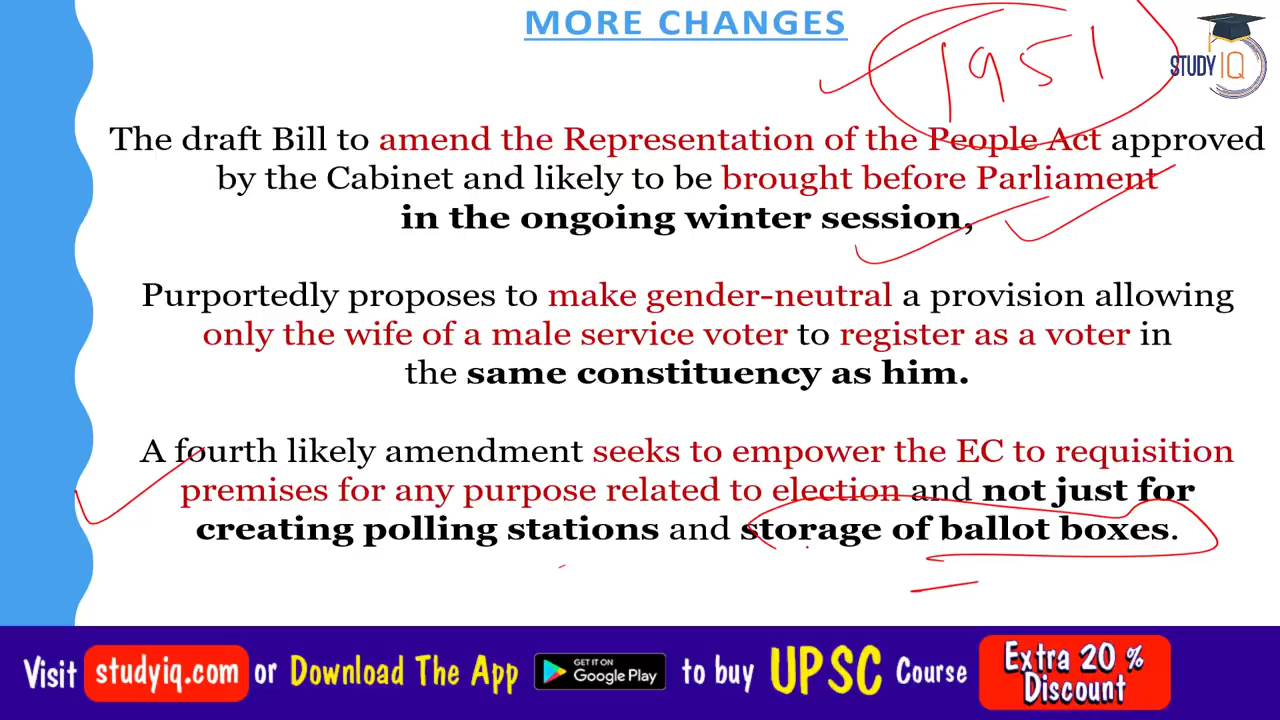 MORE CHANGES
1951
STUDY IQ
The draft Bill to amend the Representation of the People Act approved
by the Cabinet and likely to be brought before Parliament
in the ongoing winter session,
Purportedly proposes to make gender-neutral a provision allowing
only the wife of a male service voter to register as a voter in
the same constituency as him.
A fourth likely amendment seeks to empower the EC to requisition
premises for any purpose related to election and not just for
creating polling stations and storage of ballot boxes.
Visit studyiq.com or Download The App GET IT ON Google Play to buy UPSC Course Extra 20 % Discount